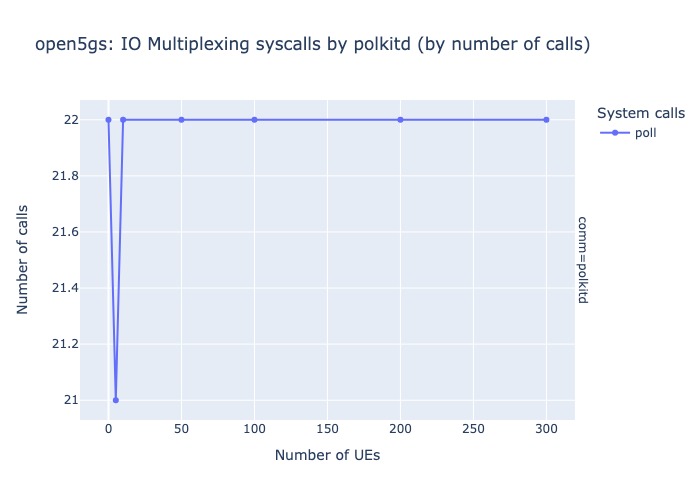 open5gs: IO Multiplexing syscalls by polkitd (by number of calls)
System calls
poll
Number of calls
22
21.8
21.6
21.4
21.2
21
comm=polkitd
0 50 100 150 200 250 300
Number of UEs